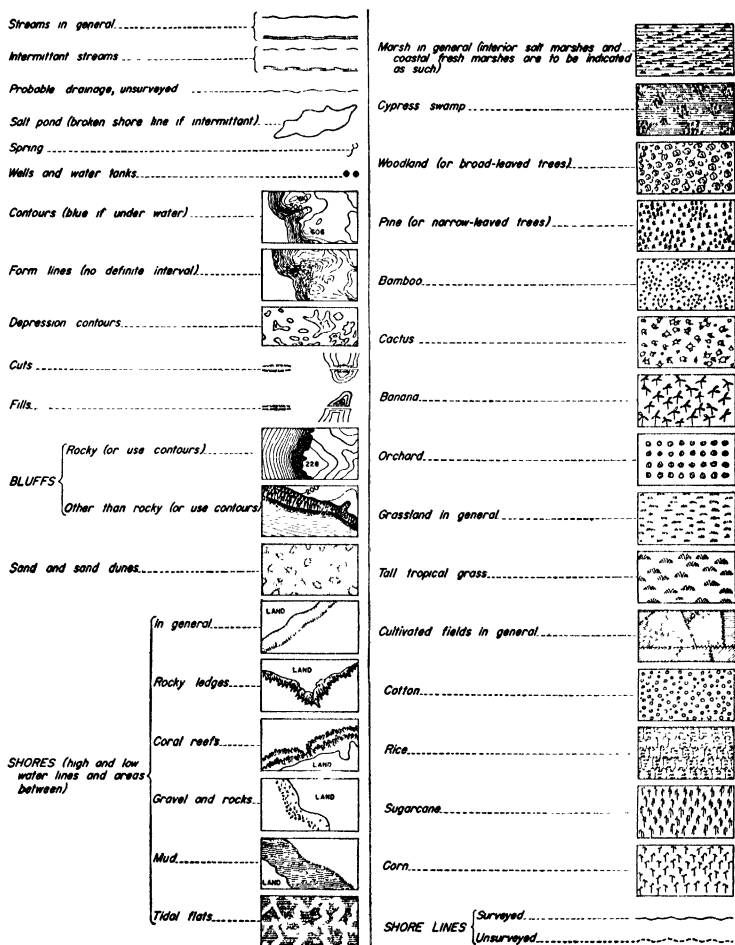 Streams in general
Intermittant streams
Probable drainage, unsurveyed
Salt pond (broken shore line if intermittant)
Spring
Wells and water tanks
Contours (blue if under water)
606
Form lines (no definite interval)
Depression contours
Cuts
Fills
BLUFFS
Rocky (or use contours)
228
Other than rocky (or use contours)
200
Sand and sand dunes
SHORES (high and low
water lines and areas
between)
In general
LAND
Rocky ledges
LAND
Coral reefs
LAND
Gravel and rocks
LAND
Mud
LAND
Tidal flats
Marsh in general (interior salt marshes and
coastal fresh marshes are to be indicated
as such)
Cypress swamp
Woodland (or broad-leaved trees)
Pine (or narrow-leaved trees)
Bamboo
Cactus
Banana
Orchard
Grassland in general
Tall tropical grass
Cultivated fields in general
Cotton
Rice
Sugarcane
Corn
SHORE LINES
Surveyed
Unsurveyed